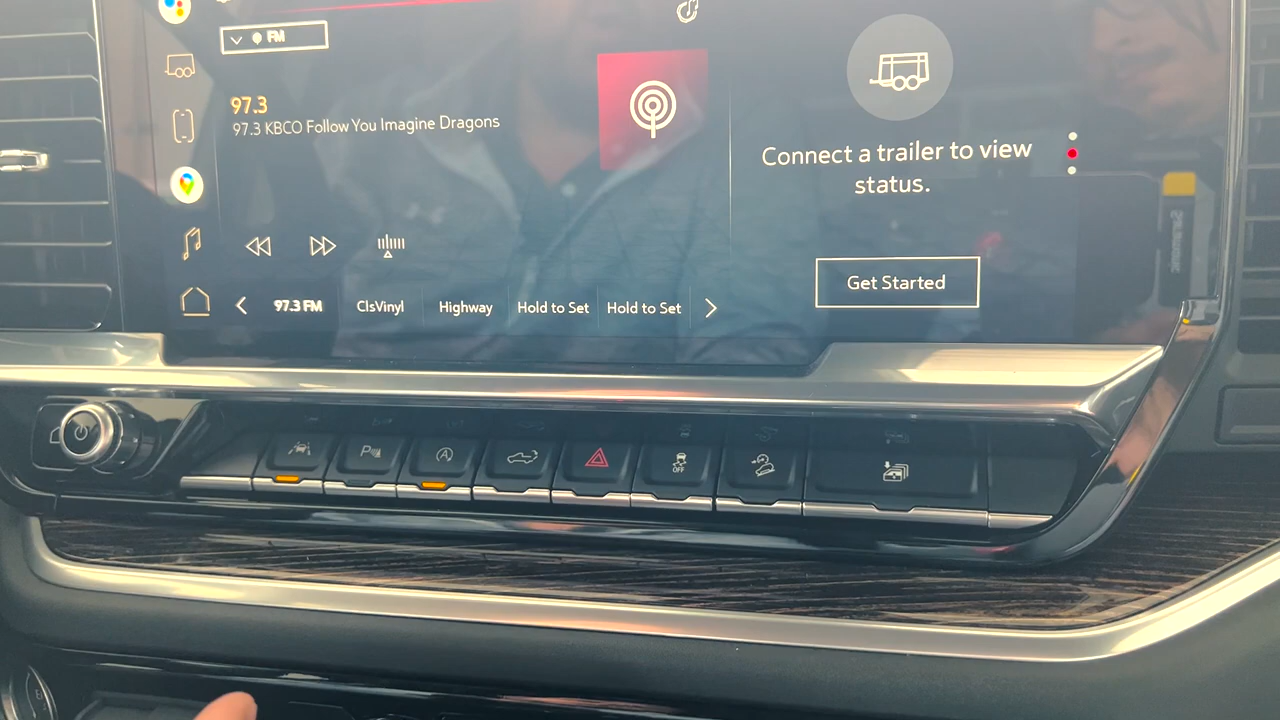 FM
97.3
97.3 KBCO Follow You Imagine Dragons
Connect a trailer to view
status.
Get Started
97.3 FM
ClsVinyl
Highway
Hold to Set
Hold to Set
P
A
OFF